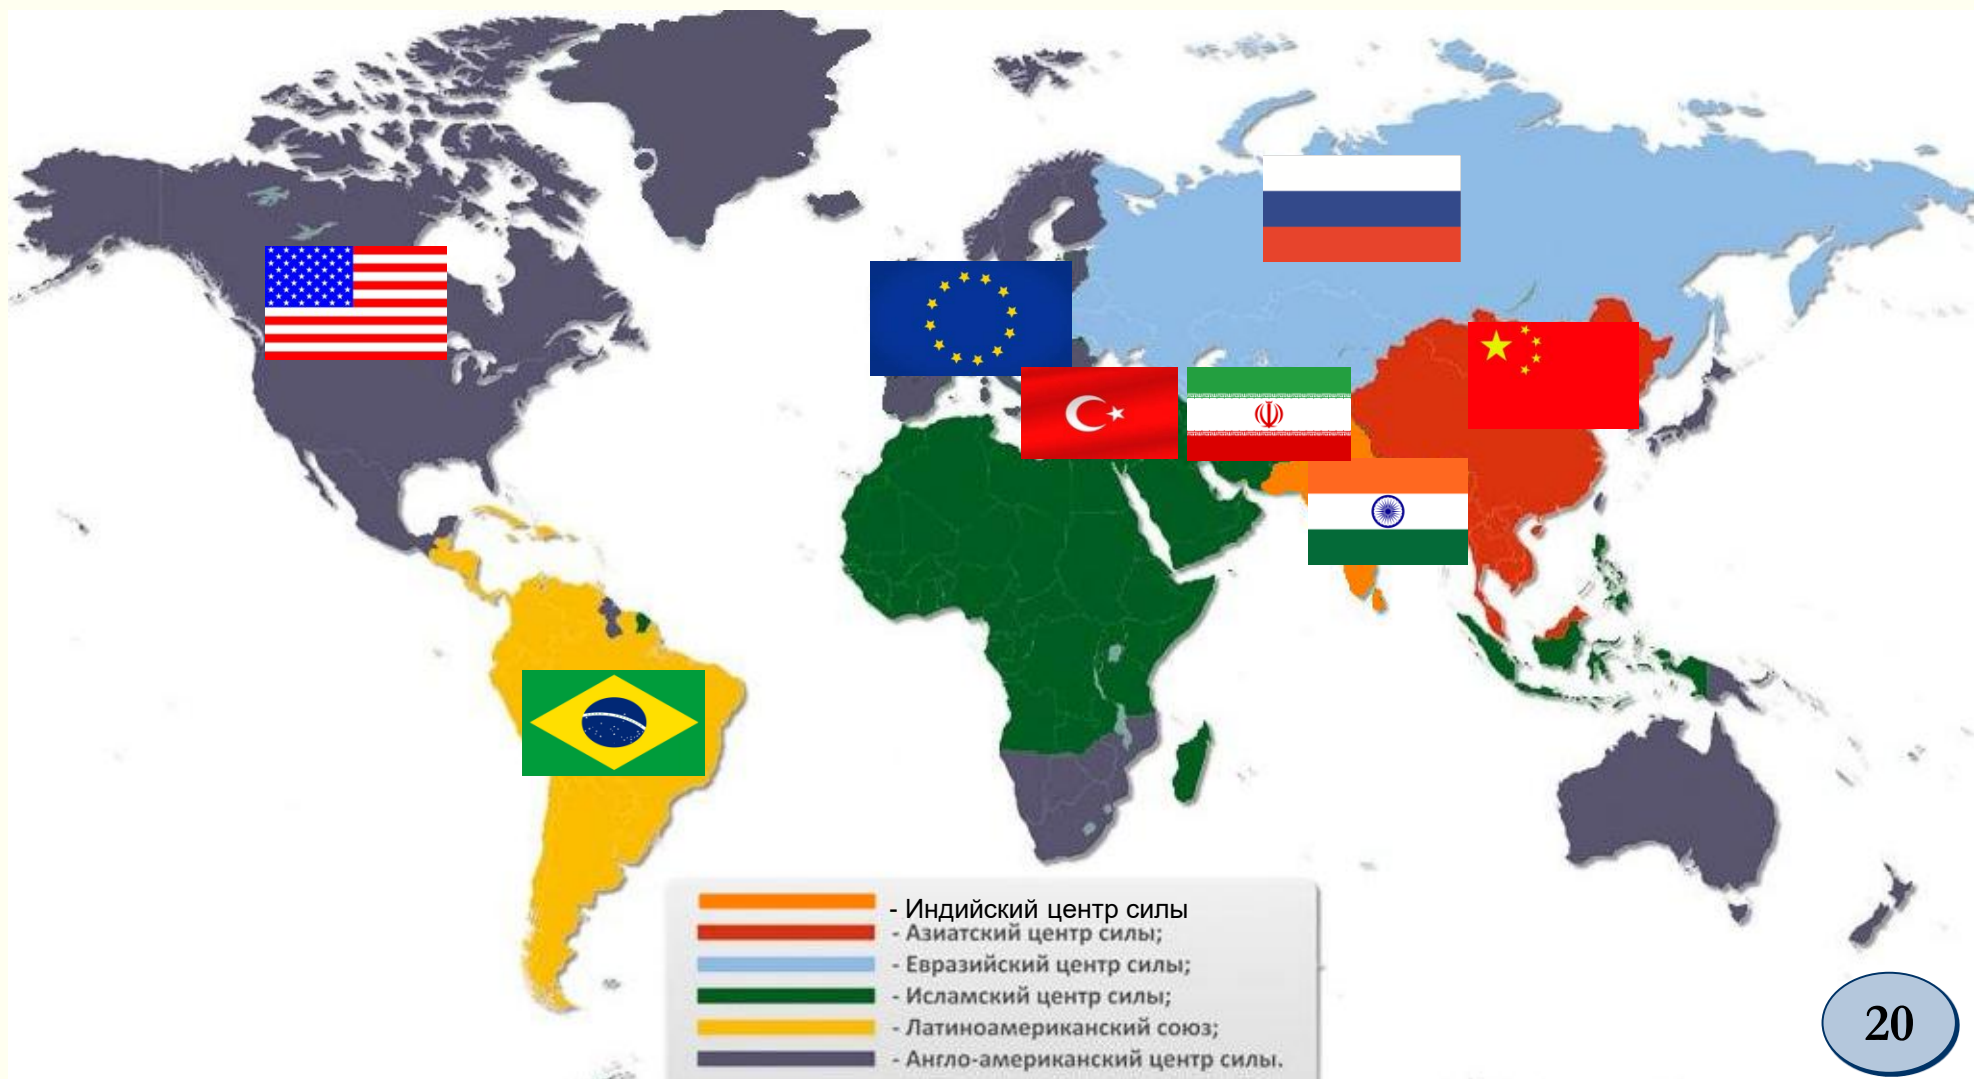 - Индийский центр силы
- Азиатский центр силы;
- Евразийский центр силы;
- Исламский центр силы;
- Латиноамериканский союз;
- Англо-американский центр силы.
20